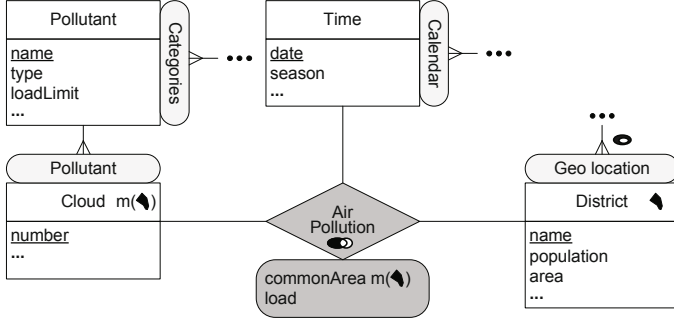 Pollutant
name
type
loadLimit
...
Categories
...
Time
date
season
...
Calendar
...
Pollutant
Cloud m( )
number
...
Air
Pollution
commonArea m( )
load
...
Geo location
District
name
population
area
...